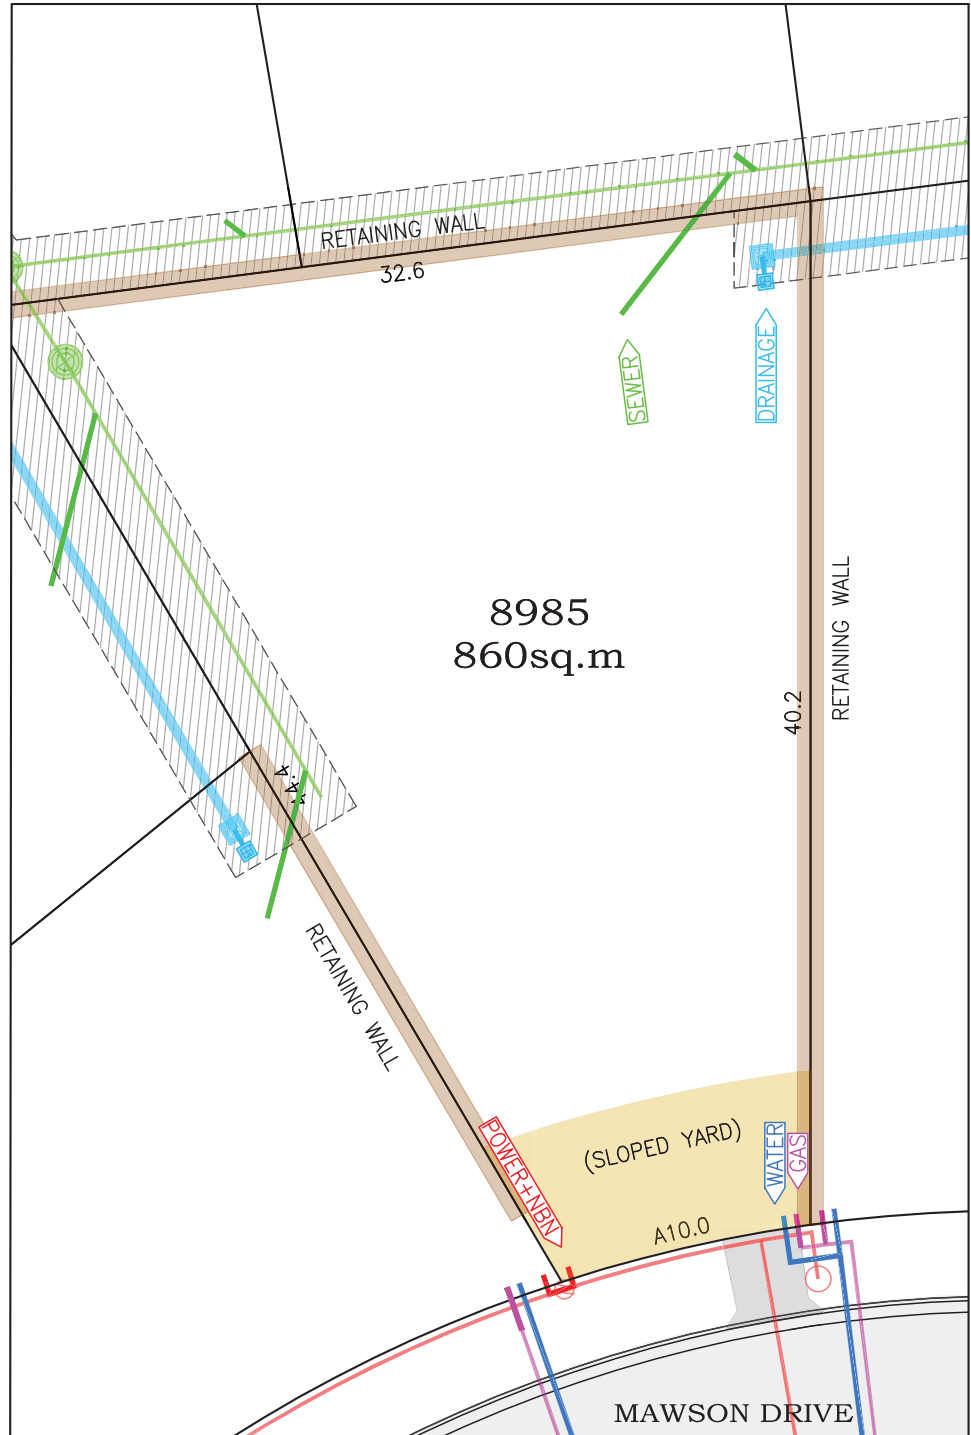 RETAINING WALL
32.6
SEWER
DRAINAGE
8985
860sq.m
RETAINING WALL
40.2
44.4
RETAINING WALL
POWER+NBN
(SLOPED YARD)
WATER
GAS
A10.0
MAWSON DRIVE